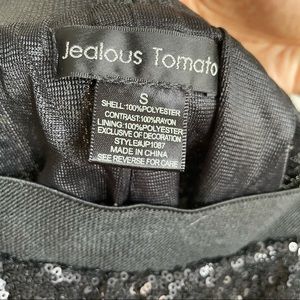 Jealous Tomato
S
SHELL:100%POLYESTER
CONTRAST:100%RAYON
LINING:100%POLYESTER
EXCLUSIVE OF DECORATION
STYLE#UP1087
MADE IN CHINA
SEE REVERSE FOR CARE